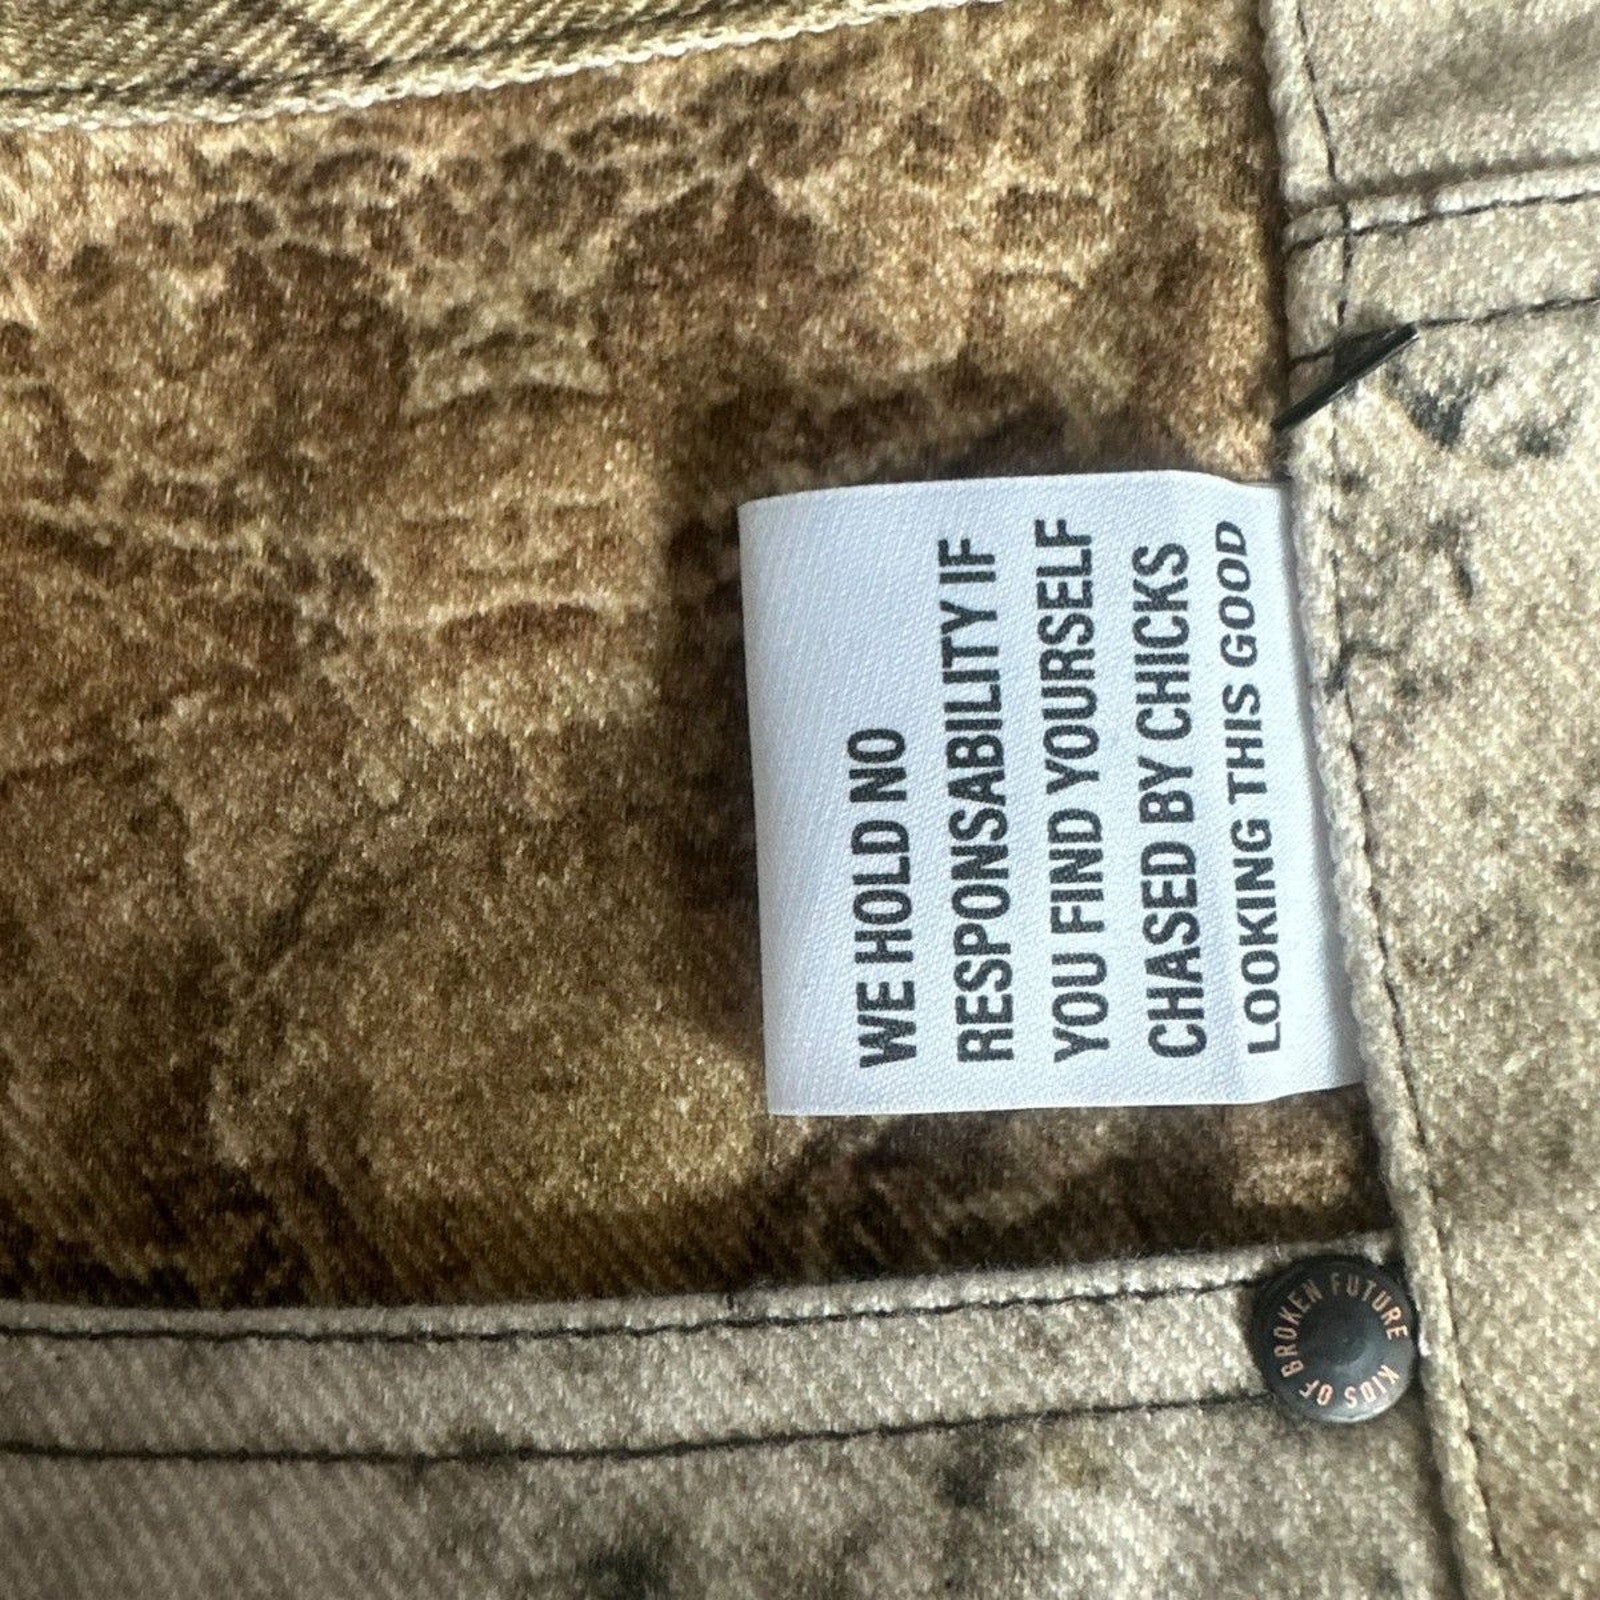 WE HOLD NO
RESPONSABILITY IF
YOU FIND YOURSELF
CHASED BY CHICKS
LOOKING THIS GOOD
KIDS OF BROKEN FUTURE